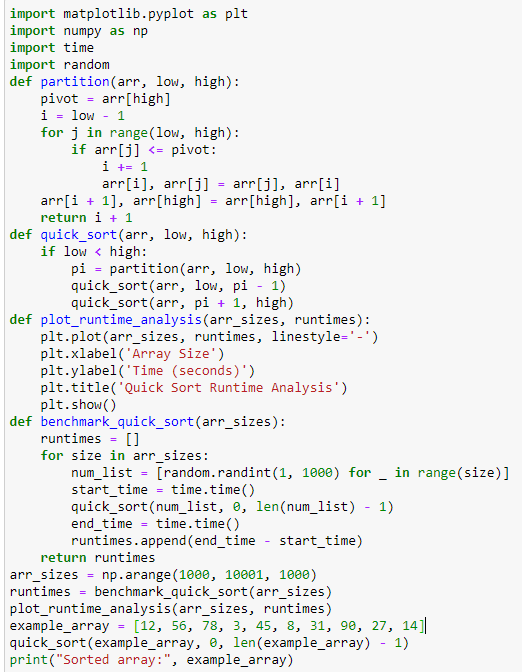 import matplotlib.pyplot as plt
import numpy as np
import time
import random
def partition(arr, low, high):
    pivot = arr[high]
    i = low - 1
    for j in range(low, high):
        if arr[j] <= pivot:
            i += 1
            arr[i], arr[j] = arr[j], arr[i]
    arr[i + 1], arr[high] = arr[high], arr[i + 1]
    return i + 1
def quick_sort(arr, low, high):
    if low < high:
        pi = partition(arr, low, high)
        quick_sort(arr, low, pi - 1)
        quick_sort(arr, pi + 1, high)
def plot_runtime_analysis(arr_sizes, runtimes):
    plt.plot(arr_sizes, runtimes, linestyle='-')
    plt.xlabel('Array Size')
    plt.ylabel('Time (seconds)')
    plt.title('Quick Sort Runtime Analysis')
    plt.show()
def benchmark_quick_sort(arr_sizes):
    runtimes = []
    for size in arr_sizes:
        num_list = [random.randint(1, 1000) for _ in range(size)]
        start_time = time.time()
        quick_sort(num_list, 0, len(num_list) - 1)
        end_time = time.time()
        runtimes.append(end_time - start_time)
    return runtimes
arr_sizes = np.arange(1000, 10001, 1000)
runtimes = benchmark_quick_sort(arr_sizes)
plot_runtime_analysis(arr_sizes, runtimes)
example_array = [12, 56, 78, 3, 45, 8, 31, 90, 27, 14]
quick_sort(example_array, 0, len(example_array) - 1)
print("Sorted array:", example_array)